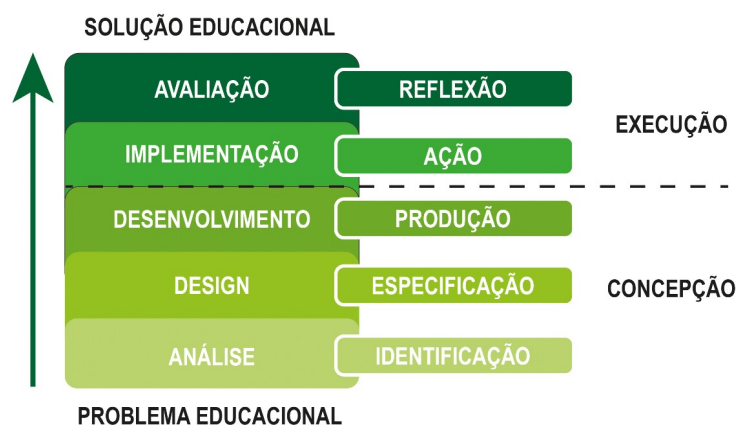 SOLUÇÃO EDUCACIONAL
AVALIAÇÃO
REFLEXÃO
EXECUÇÃO
IMPLEMENTAÇÃO
AÇÃO
DESENVOLVIMENTO
PRODUÇÃO
DESIGN
ESPECIFICAÇÃO
CONCEPÇÃO
ANÁLISE
IDENTIFICAÇÃO
PROBLEMA EDUCACIONAL